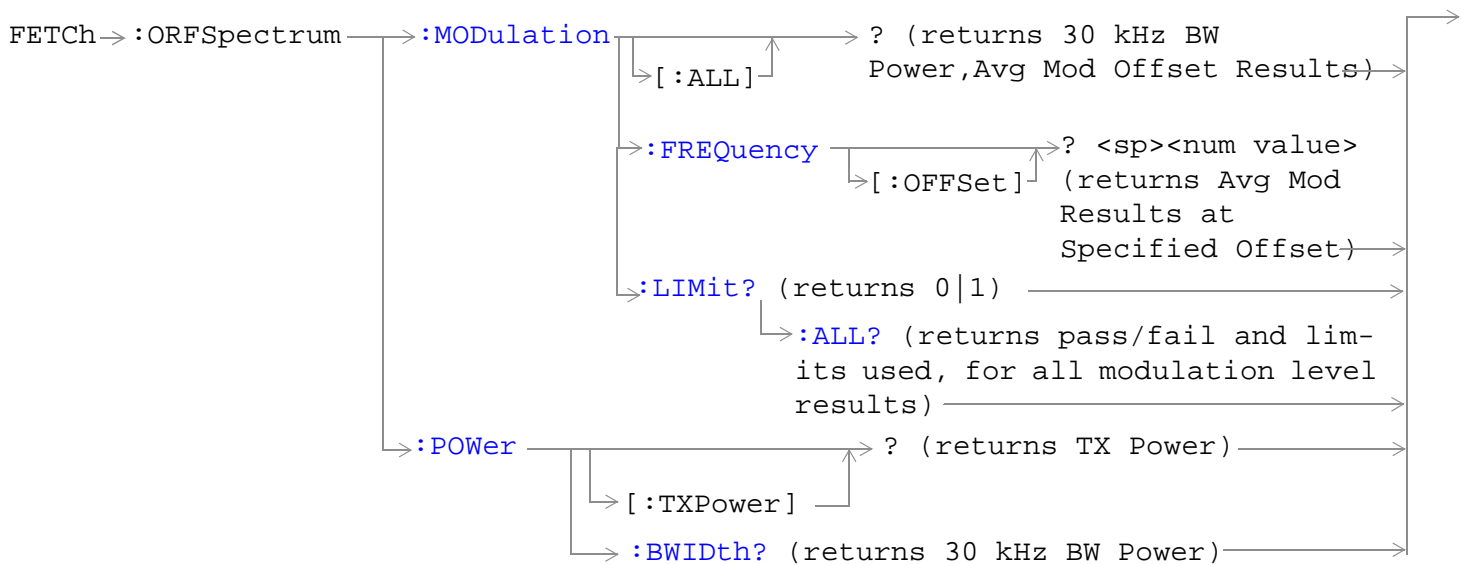 FETCh :ORFSpectrum :MODulation ? (returns 30 kHz BW
[:ALL] Power,Avg Mod Offset Results)
:FREQuency ? <sp><num value>
[:OFFSet] (returns Avg Mod
Results at
Specified Offset)
:LIMit? (returns 0|1)
:ALL? (returns pass/fail and lim-
its used, for all modulation level
results)
:POWer ? (returns TX Power)
[:TXPower]
:BWIDth? (returns 30 kHz BW Power)